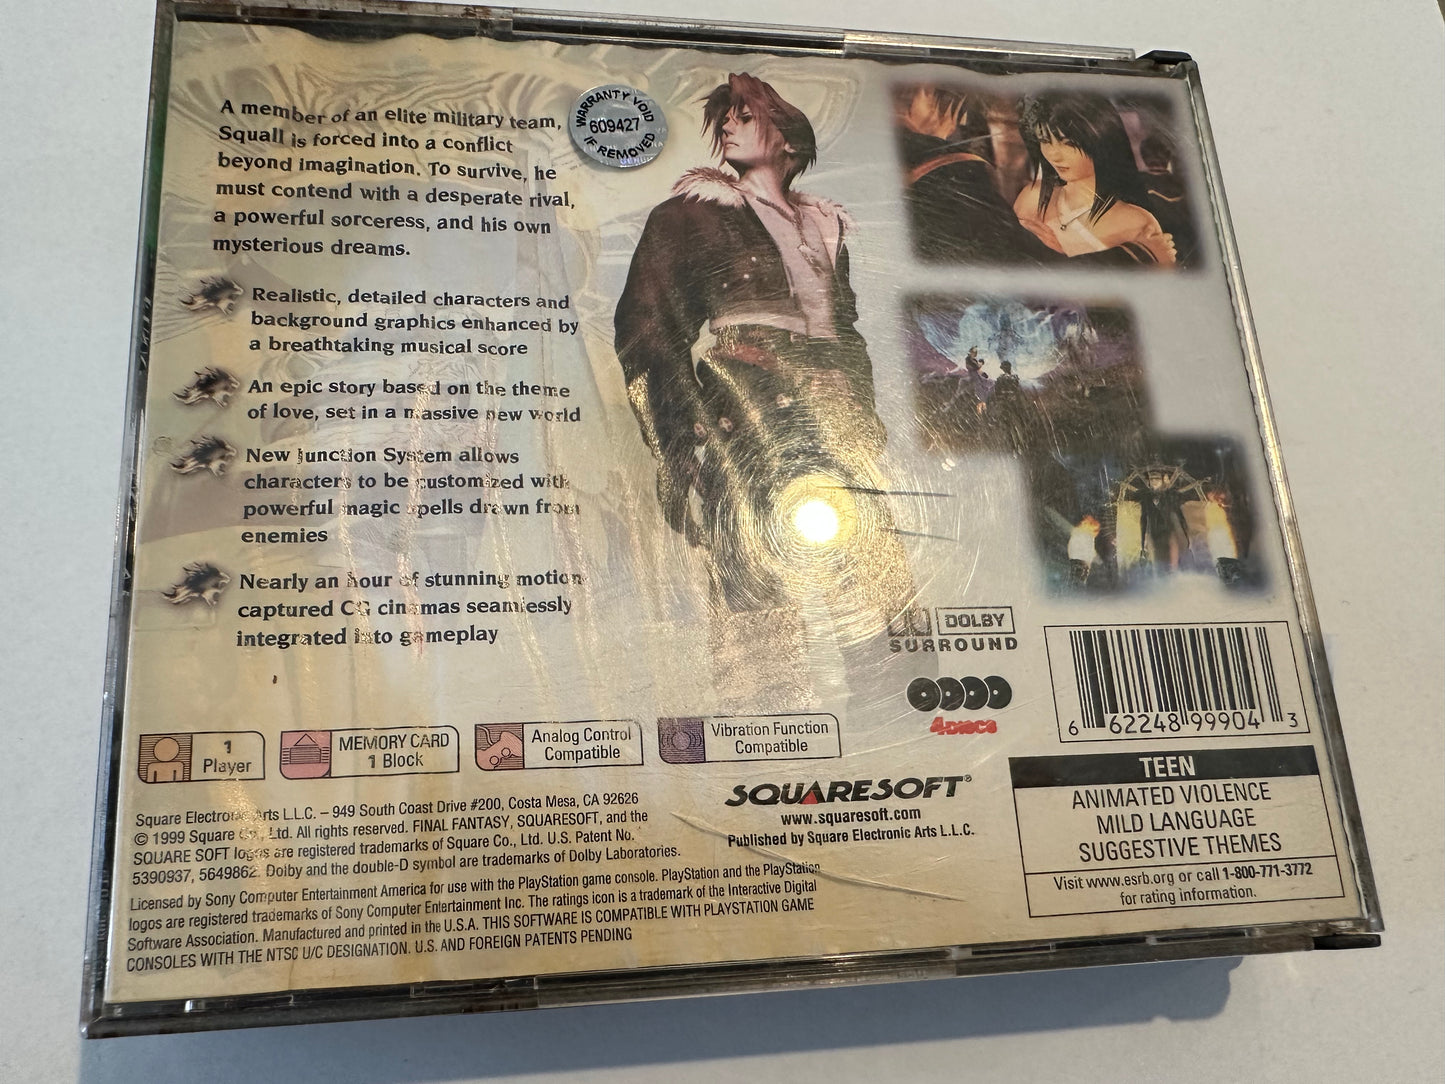 A member of an elite military team,
Squall is forced into a conflict
beyond imagination. To survive, he
must contend with a desperate rival,
a powerful sorceress, and his own
mysterious dreams.
WARRANTY VOID
609427
IF REMOVED
Realistic, detailed characters and
background graphics enhanced by
a breathtaking musical score
An epic story based on the theme
of love, set in a massive new world
New Junction System allows
characters to be customized with
powerful magic spells drawn from
enemies
Nearly an hour of stunning motion
captured CG cinemas seamlessly
integrated into gameplay
DOLBY
SURROUND
4 DISCS
6 62248 99904 3
1
Player
MEMORY CARD
1 Block
Analog Control
Compatible
Vibration Function
Compatible
SQUARESOFT®
www.squaresoft.com
Published by Square Electronic Arts L.L.C.
TEEN
ANIMATED VIOLENCE
MILD LANGUAGE
SUGGESTIVE THEMES
Visit www.esrb.org or call 1-800-771-3772
for rating information.
Square Electronic Arts L.L.C. – 949 South Coast Drive #200, Costa Mesa, CA 92626
© 1999 Square Co., Ltd. All rights reserved. FINAL FANTASY, SQUARESOFT, and the
SQUARE SOFT logos are registered trademarks of Square Co., Ltd. U.S. Patent No.
5390937, 5649862. Dolby and the double-D symbol are trademarks of Dolby Laboratories.
Licensed by Sony Computer Entertainment America for use with the PlayStation game console. PlayStation and the PlayStation
logos are registered trademarks of Sony Computer Entertainment Inc. The ratings icon is a trademark of the Interactive Digital
Software Association. Manufactured and printed in the U.S.A. THIS SOFTWARE IS COMPATIBLE WITH PLAYSTATION GAME
CONSOLES WITH THE NTSC U/C DESIGNATION. U.S. AND FOREIGN PATENTS PENDING